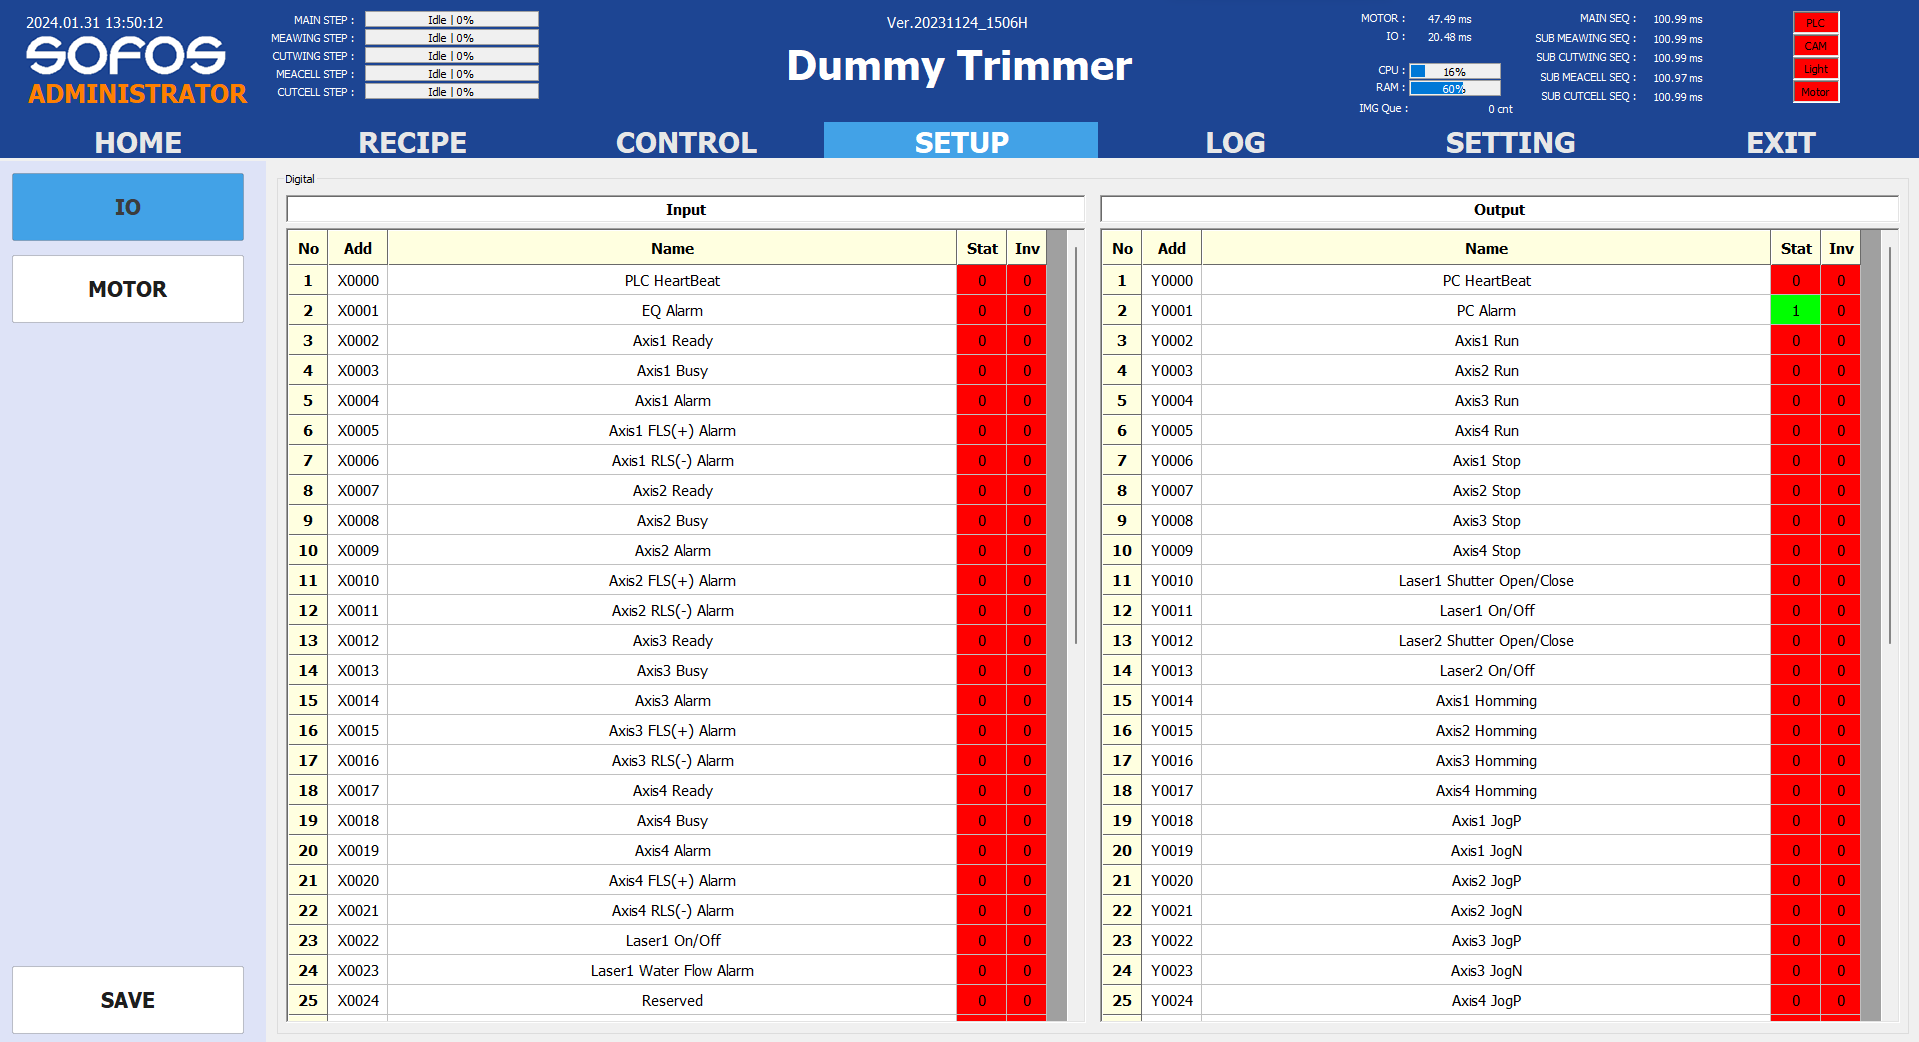 2024.01.31 13:50:12
SOFOS
ADMINISTRATOR
MAIN STEP : Idle | 0%
MEAWING STEP : Idle | 0%
CUTWING STEP : Idle | 0%
MEACELL STEP : Idle | 0%
CUTCELL STEP : Idle | 0%
Ver.20231124_1506H
Dummy Trimmer
MOTOR : 47.49 ms
IO : 20.48 ms
CPU : 16%
RAM : 60%
IMG Que : 0 cnt
MAIN SEQ : 100.99 ms
SUB MEAWING SEQ : 100.99 ms
SUB CUTWING SEQ : 100.99 ms
SUB MEACELL SEQ : 100.97 ms
SUB CUTCELL SEQ : 100.99 ms
PLC
CAM
Light
Motor
HOME RECIPE CONTROL SETUP LOG SETTING EXIT
IO
MOTOR
SAVE
Digital
Input
No Add Name Stat Inv
1 X0000 PLC HeartBeat 0 0
2 X0001 EQ Alarm 0 0
3 X0002 Axis1 Ready 0 0
4 X0003 Axis1 Busy 0 0
5 X0004 Axis1 Alarm 0 0
6 X0005 Axis1 FLS(+) Alarm 0 0
7 X0006 Axis1 RLS(-) Alarm 0 0
8 X0007 Axis2 Ready 0 0
9 X0008 Axis2 Busy 0 0
10 X0009 Axis2 Alarm 0 0
11 X0010 Axis2 FLS(+) Alarm 0 0
12 X0011 Axis2 RLS(-) Alarm 0 0
13 X0012 Axis3 Ready 0 0
14 X0013 Axis3 Busy 0 0
15 X0014 Axis3 Alarm 0 0
16 X0015 Axis3 FLS(+) Alarm 0 0
17 X0016 Axis3 RLS(-) Alarm 0 0
18 X0017 Axis4 Ready 0 0
19 X0018 Axis4 Busy 0 0
20 X0019 Axis4 Alarm 0 0
21 X0020 Axis4 FLS(+) Alarm 0 0
22 X0021 Axis4 RLS(-) Alarm 0 0
23 X0022 Laser1 On/Off 0 0
24 X0023 Laser1 Water Flow Alarm 0 0
25 X0024 Reserved 0 0
Output
No Add Name Stat Inv
1 Y0000 PC HeartBeat 0 0
2 Y0001 PC Alarm 1 0
3 Y0002 Axis1 Run 0 0
4 Y0003 Axis2 Run 0 0
5 Y0004 Axis3 Run 0 0
6 Y0005 Axis4 Run 0 0
7 Y0006 Axis1 Stop 0 0
8 Y0007 Axis2 Stop 0 0
9 Y0008 Axis3 Stop 0 0
10 Y0009 Axis4 Stop 0 0
11 Y0010 Laser1 Shutter Open/Close 0 0
12 Y0011 Laser1 On/Off 0 0
13 Y0012 Laser2 Shutter Open/Close 0 0
14 Y0013 Laser2 On/Off 0 0
15 Y0014 Axis1 Homming 0 0
16 Y0015 Axis2 Homming 0 0
17 Y0016 Axis3 Homming 0 0
18 Y0017 Axis4 Homming 0 0
19 Y0018 Axis1 JogP 0 0
20 Y0019 Axis1 JogN 0 0
21 Y0020 Axis2 JogP 0 0
22 Y0021 Axis2 JogN 0 0
23 Y0022 Axis3 JogP 0 0
24 Y0023 Axis3 JogN 0 0
25 Y0024 Axis4 JogP 0 0